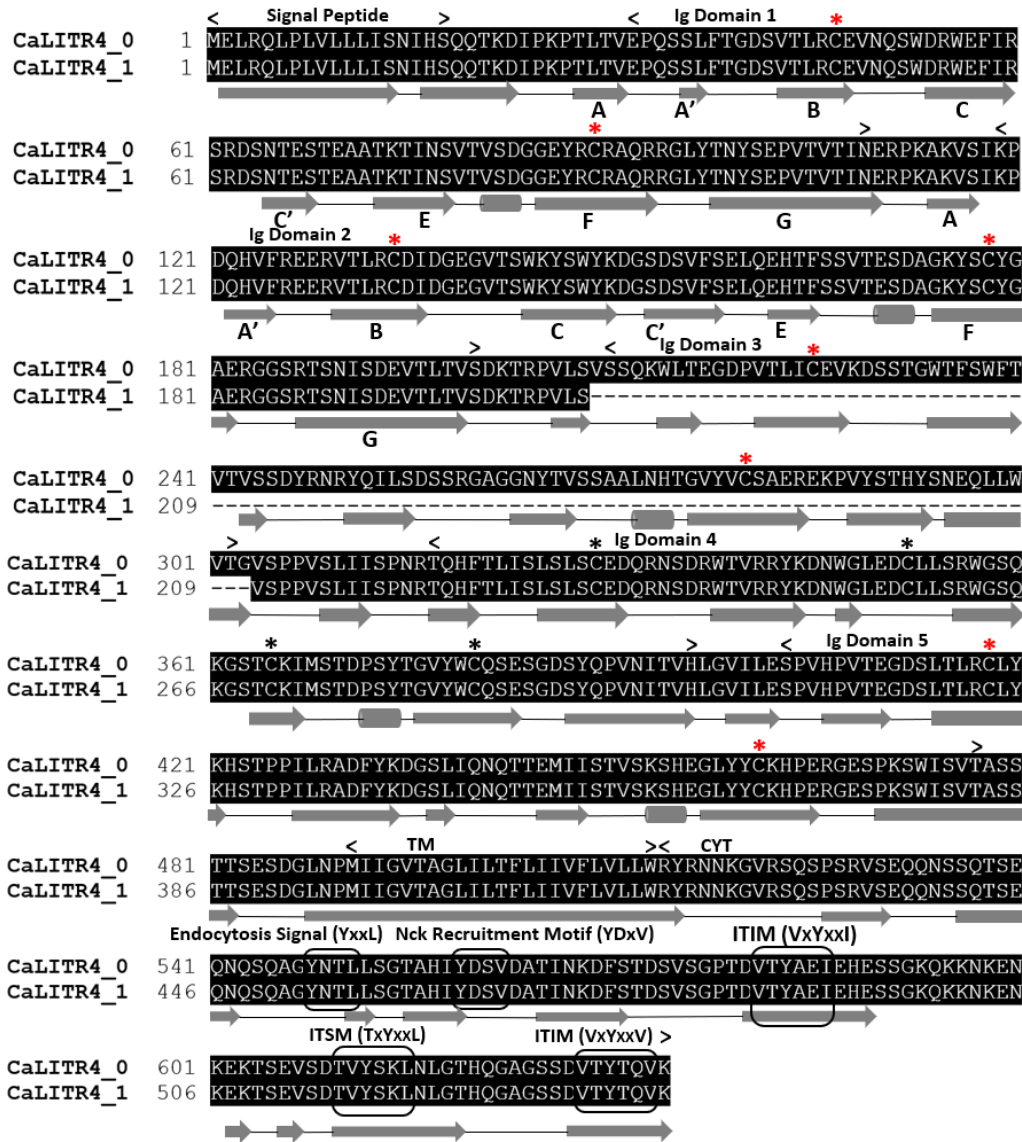 < Signal Peptide > < Ig Domain 1 *
CaLITR4_0 1 MELRQLPLVLLLISNIHSQQTKDIPKPTLTVEPQSSLFTGDSVTLRCEVNQSWDRWEFIR
CaLITR4_1 1 MELRQLPLVLLLISNIHSQQTKDIPKPTLTVEPQSSLFTGDSVTLRCEVNQSWDRWEFIR
A A' B C
* > <
CaLITR4_0 61 SRDSNTESTEAATKTINSVTVSDGGEYRCRAQRRGLYTNYSEPVTVTINERPKAKVSIKP
CaLITR4_1 61 SRDSNTESTEAATKTINSVTVSDGGEYRCRAQRRGLYTNYSEPVTVTINERPKAKVSIKP
C' E F G A
Ig Domain 2 * *
CaLITR4_0 121 DQHVFREERVTLRCDIDGEGVTSWKYSWYKDGSDSVFSELQEHTFSSVTESDAGKYSCYG
CaLITR4_1 121 DQHVFREERVTLRCDIDGEGVTSWKYSWYKDGSDSVFSELQEHTFSSVTESDAGKYSCYG
A' B C C' E F
> < Ig Domain 3 *
CaLITR4_0 181 AERGGSRTSNISDEVTLTVSDKTRPVLSVSSQKWLTEGDPVTLICEVKDSSTGWTFSWFT
CaLITR4_1 181 AERGGSRTSNISDEVTLTVSDKTRPVLS--------------------------------
G
*
CaLITR4_0 241 VTVSSDYRNRYQILSDSSRGAGGNYTVSSAALNHTGVYVCSAEREKPVYSTHYSNEQLLW
CaLITR4_1 209 ------------------------------------------------------------
> < * Ig Domain 4 *
CaLITR4_0 301 VTGVSPPVSLIISPNRTQHFTLISLSLSCEDQRNSDRWTVRRYKDNWGLEDCLLSRWGSQ
CaLITR4_1 209 ---VSPPVSLIISPNRTQHFTLISLSLSCEDQRNSDRWTVRRYKDNWGLEDCLLSRWGSQ
* * > < Ig Domain 5 *
CaLITR4_0 361 KGSTCKIMSTDPSYTGVYWCQSESGDSYQPVNITVHLGVILESPVHPVTEGDSLTLRCLY
CaLITR4_1 266 KGSTCKIMSTDPSYTGVYWCQSESGDSYQPVNITVHLGVILESPVHPVTEGDSLTLRCLY
* >
CaLITR4_0 421 KHSTPPILRADFYKDGSLIQNQTTEMIISTVSKSHEGLYYCKHPERGESPKSWISVTASS
CaLITR4_1 326 KHSTPPILRADFYKDGSLIQNQTTEMIISTVSKSHEGLYYCKHPERGESPKSWISVTASS
< TM >< CYT
CaLITR4_0 481 TTSESDGLNPMIIGVTAGLILTFLIIVFLVLLWRYRNNKGVRSQSPSRVSEQQNSSQTSE
CaLITR4_1 386 TTSESDGLNPMIIGVTAGLILTFLIIVFLVLLWRYRNNKGVRSQSPSRVSEQQNSSQTSE
Endocytosis Signal (YxxL) Nck Recruitment Motif (YDxV) ITIM (VxYxxI)
CaLITR4_0 541 QNQSQAGYNTLLSGTAHIYDSVDATINKDFSTDSVSGPTDVTYAEIEHESSGKQKKNKEN
CaLITR4_1 446 QNQSQAGYNTLLSGTAHIYDSVDATINKDFSTDSVSGPTDVTYAEIEHESSGKQKKNKEN
ITSM (TxYxxL) ITIM (VxYxxV) >
CaLITR4_0 601 KEKTSEVSDTVYSKLNLGTHQGAGSSDVTYTQVK
CaLITR4_1 506 KEKTSEVSDTVYSKLNLGTHQGAGSSDVTYTQVK